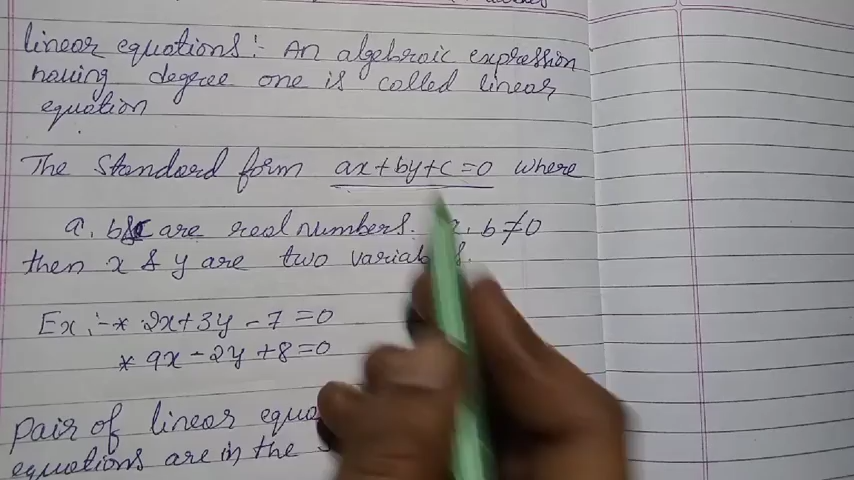 linear equations:- An algebraic expression
having degree one is called linear
equation
The Standard form ax+by+c=0 where
a, b&c are real numbers. a, b≠0
then x & y are two variables.
Ex:-* 2x+3y-7=0
* 9x-2y+8=0
Pair of linear equa
equations are in the